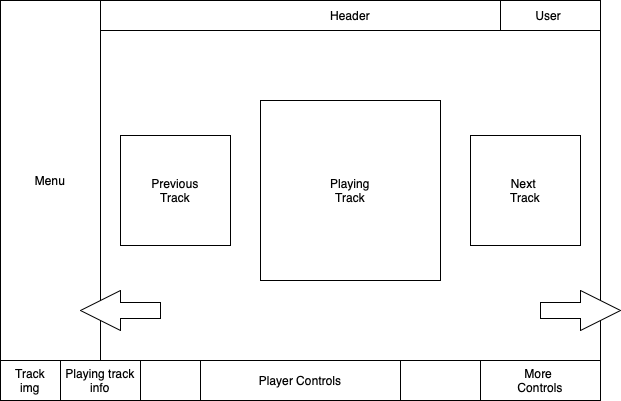 Header
User
Menu
Previous
Track
Playing
Track
Next
Track
Track
img
Playing track
info
Player Controls
More
Controls